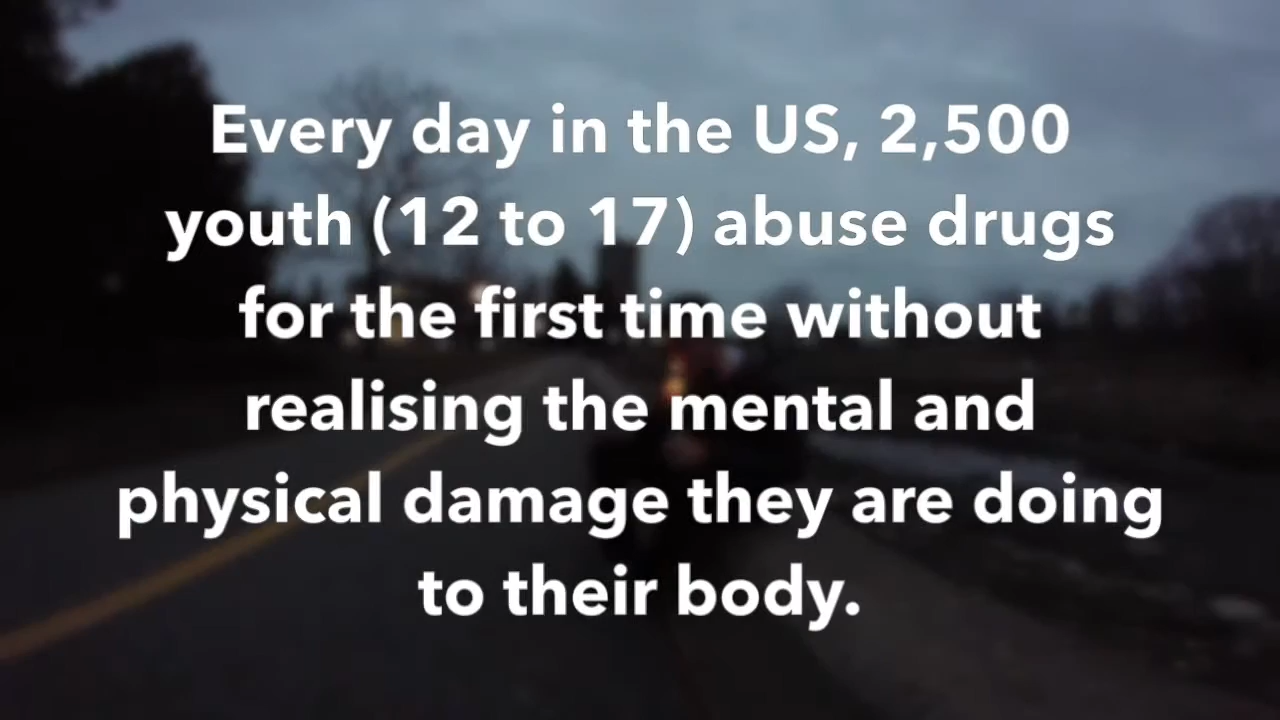 Every day in the US, 2,500
youth (12 to 17) abuse drugs
for the first time without
realising the mental and
physical damage they are doing
to their body.